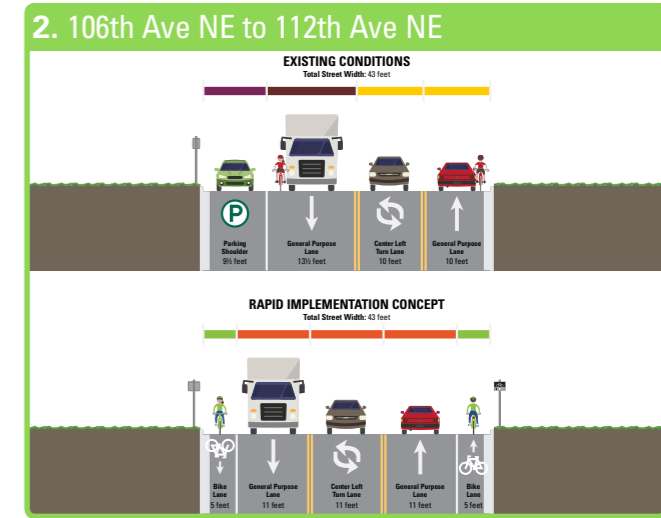 2. 106th Ave NE to 112th Ave NE
EXISTING CONDITIONS
Total Street Width: 43 feet
P
Parking
Shoulder
9½ feet
General Purpose
Lane
13½ feet
Center Left
Turn Lane
10 feet
General Purpose
Lane
10 feet
RAPID IMPLEMENTATION CONCEPT
Total Street Width: 43 feet
Bike
Lane
5 feet
General Purpose
Lane
11 feet
Center Left
Turn Lane
11 feet
General Purpose
Lane
11 feet
Bike
Lane
5 feet